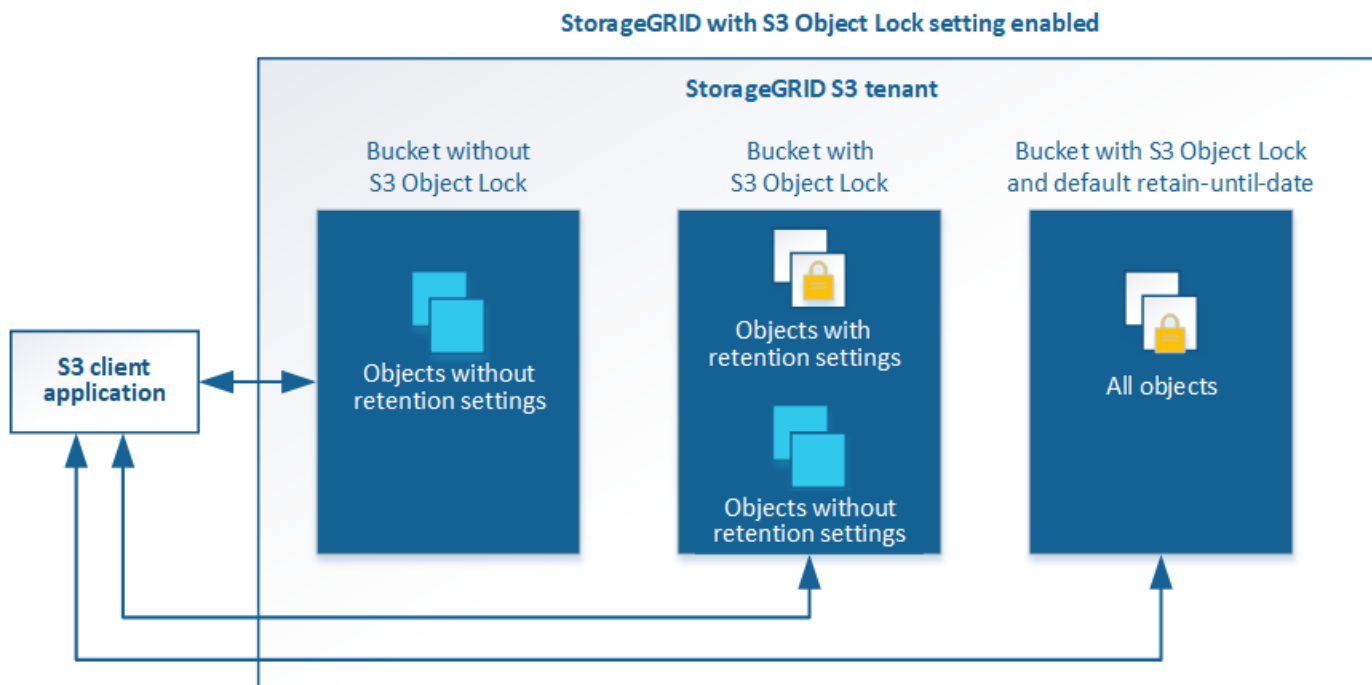 StorageGRID with S3 Object Lock setting enabled
StorageGRID S3 tenant
Bucket without
S3 Object Lock
Bucket with
S3 Object Lock
Bucket with S3 Object Lock
and default retain-until-date
S3 client
application
Objects without
retention settings
Objects with
retention settings
Objects without
retention settings
All objects